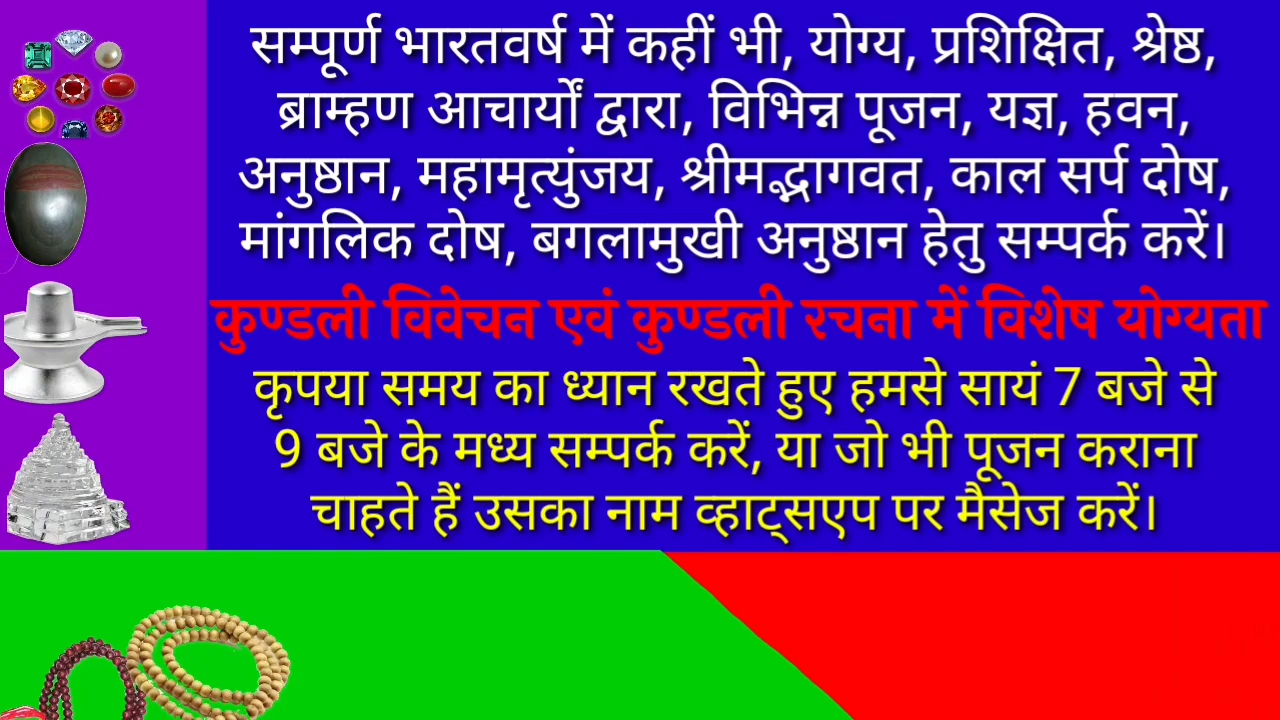 सम्पूर्ण भारतवर्ष में कहीं भी, योग्य, प्रशिक्षित, श्रेष्ठ,
ब्राम्हण आचार्यों द्वारा, विभिन्न पूजन, यज्ञ, हवन,
अनुष्ठान, महामृत्युंजय, श्रीमद्भागवत, काल सर्प दोष,
मांगलिक दोष, बगलामुखी अनुष्ठान हेतु सम्पर्क करें।
कुण्डली विवेचन एवं कुण्डली रचना में विशेष योग्यता
कृपया समय का ध्यान रखते हुए हमसे सायं 7 बजे से
9 बजे के मध्य सम्पर्क करें, या जो भी पूजन कराना
चाहते हैं उसका नाम व्हाट्सएप पर मैसेज करें।